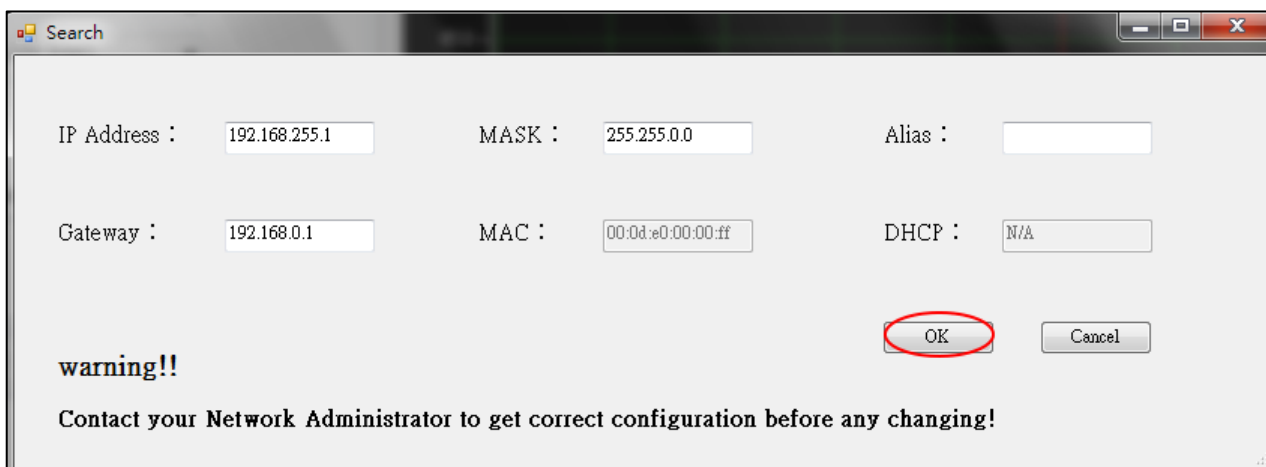 Search
IP Address： 192.168.255.1 MASK： 255.255.0.0 Alias：
Gateway： 192.168.0.1 MAC： 00:0d:e0:00:00:ff DHCP： N/A
OK Cancel
warning!!
Contact your Network Administrator to get correct configuration before any changing!